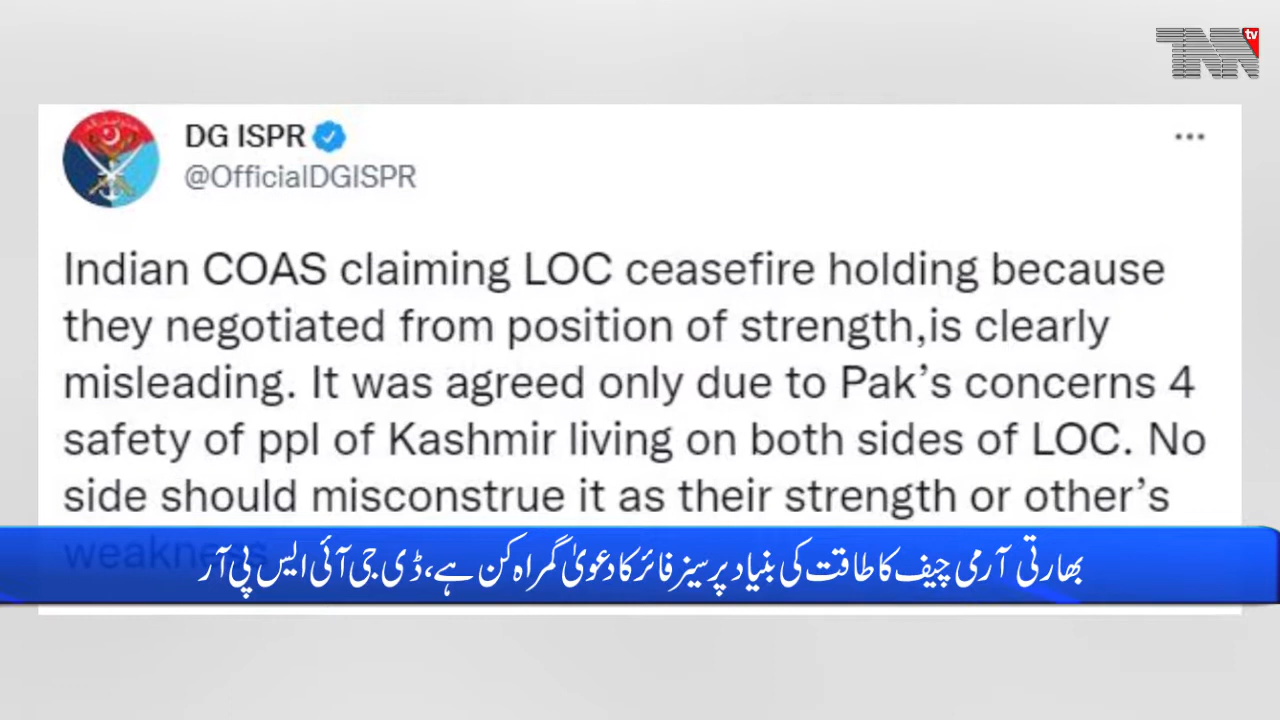 TNN tv
DG ISPR
@OfficialDGISPR
Indian COAS claiming LOC ceasefire holding because
they negotiated from position of strength,is clearly
misleading. It was agreed only due to Pak’s concerns 4
safety of ppl of Kashmir living on both sides of LOC. No
side should misconstrue it as their strength or other’s
weakness
بھارتی آرمی چیف کا طاقت کی بنیاد پر سیز فائر کا دعویٰ گمراہ کن ہے، ڈی جی آئی ایس پی آر